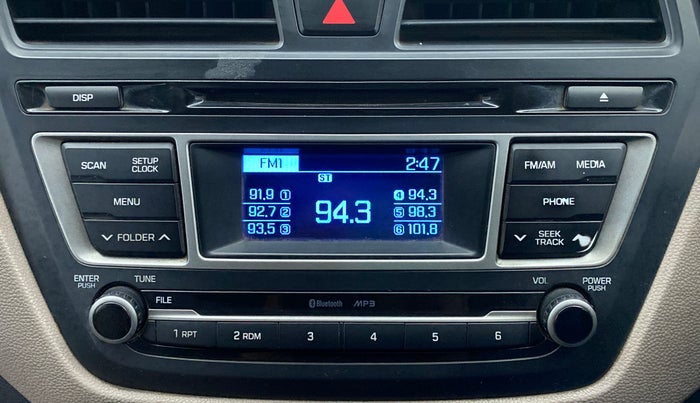 DISP
SCAN SETUP CLOCK
MENU
FOLDER
FM1 2:47
ST
91.9 1 4 94.3
92.7 2 94.3 5 98.3
93.5 3 6 101.8
FM/AM MEDIA
PHONE
SEEK TRACK
ENTER PUSH TUNE
VOL POWER PUSH
FILE Bluetooth MP3
1 RPT 2 RDM 3 4 5 6